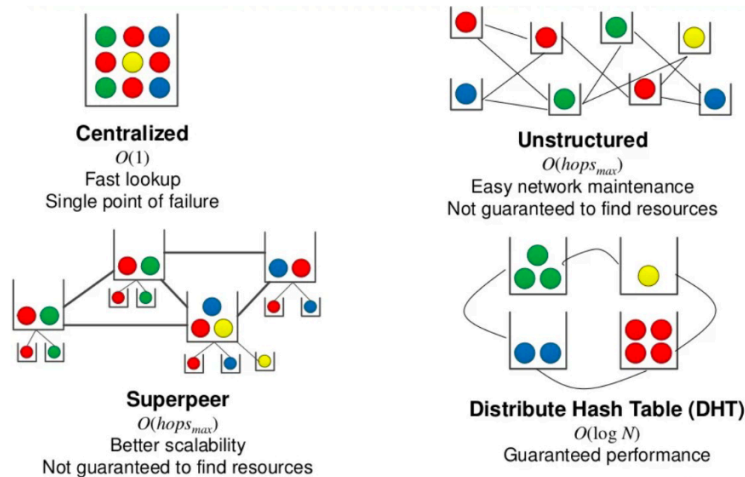 Centralized
O(1)
Fast lookup
Single point of failure
Unstructured
O(hops_max)
Easy network maintenance
Not guaranteed to find resources
Superpeer
O(hops_max)
Better scalability
Not guaranteed to find resources
Distribute Hash Table (DHT)
O(log N)
Guaranteed performance